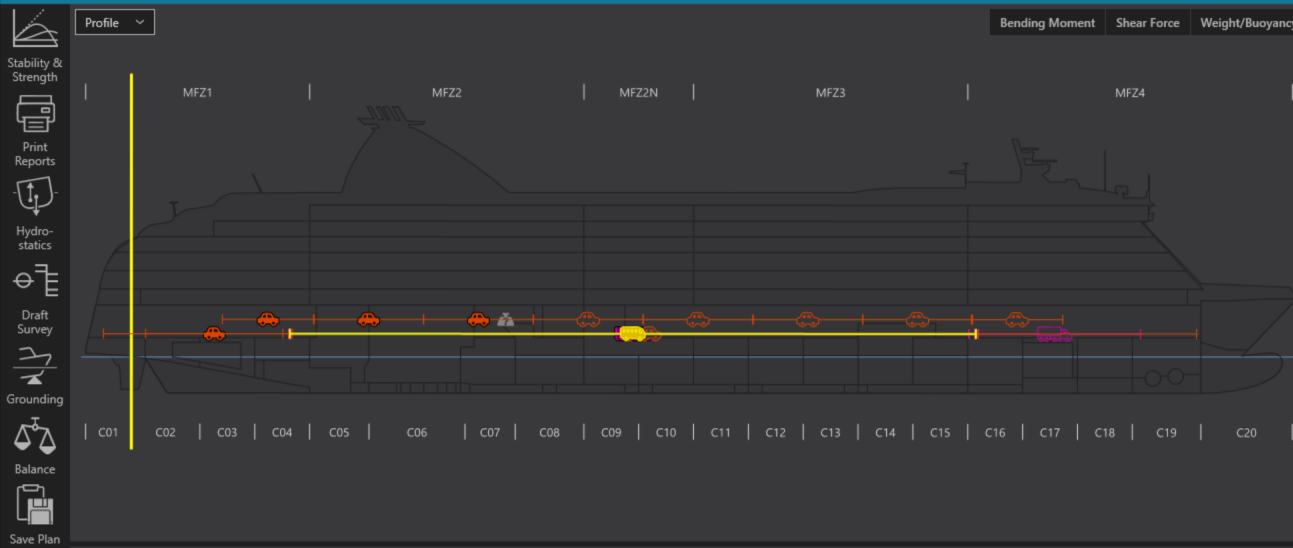 Profile
Bending Moment
Shear Force
Weight/Buoyancy
Stability &
Strength
Print
Reports
Hydro-
statics
Draft
Survey
Grounding
Balance
Save Plan
MFZ1
MFZ2
MFZ2N
MFZ3
MFZ4
C01
C02
C03
C04
C05
C06
C07
C08
C09
C10
C11
C12
C13
C14
C15
C16
C17
C18
C19
C20